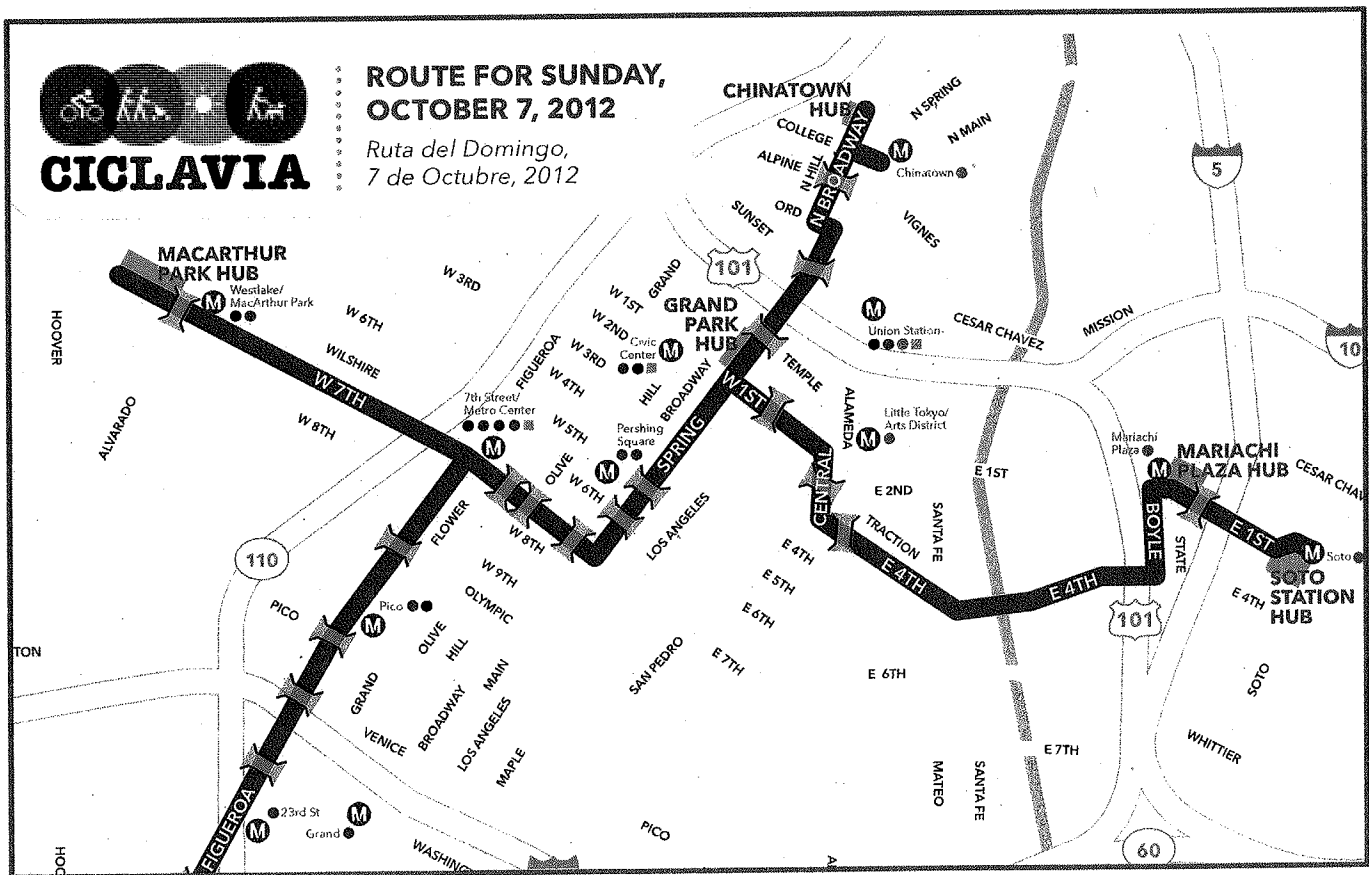 CICLAVIA
ROUTE FOR SUNDAY,
OCTOBER 7, 2012
Ruta del Domingo,
7 de Octubre, 2012
CHINATOWN
HUB
N SPRING
N MAIN
COLLEGE
ALPINE
N HILL
N BROADWAY
M
Chinatown
ORD
SUNSET
VIGNES
5
101
MACARTHUR
PARK HUB
M
Westlake/
MacArthur Park
W 3RD
W 6TH
WILSHIRE
HOOVER
W 7TH
W 8TH
ALVARADO
GRAND
W 1ST
W 2ND
W 3RD
W 4TH
W 5TH
W 6TH
FIGUEROA
GRAND
PARK
HUB
Civic
Center
M
HILL
BROADWAY
OLIVE
M
Union Station
CESAR CHAVEZ
MISSION
10
TEMPLE
W 1ST
ALAMEDA
Little Tokyo/
Arts District
M
7th Street/
Metro Center
M
Pershing
Square
M
SPRING
LOS ANGELES
CENTRAL
E 1ST
E 2ND
SANTA FE
TRACTION
Mariachi
Plaza
M
MARIACHI
PLAZA HUB
CESAR CHAV
BOYLE
STATE
E 1ST
M
Soto
SOTO
STATION
HUB
E 4TH
E 4TH
E 4TH
101
FLOWER
W 8TH
W 9TH
OLYMPIC
110
PICO
Pico
M
OLIVE
HILL
MAIN
E 4TH
E 5TH
E 6TH
E 7TH
SAN PEDRO
E 6TH
TON
GRAND
BROADWAY
LOS ANGELES
MAPLE
VENICE
SOTO
WHITTIER
E 7TH
MATEO
SANTA FE
FIGUEROA
23rd St
M
Grand
M
PICO
WASHING
HOO
60